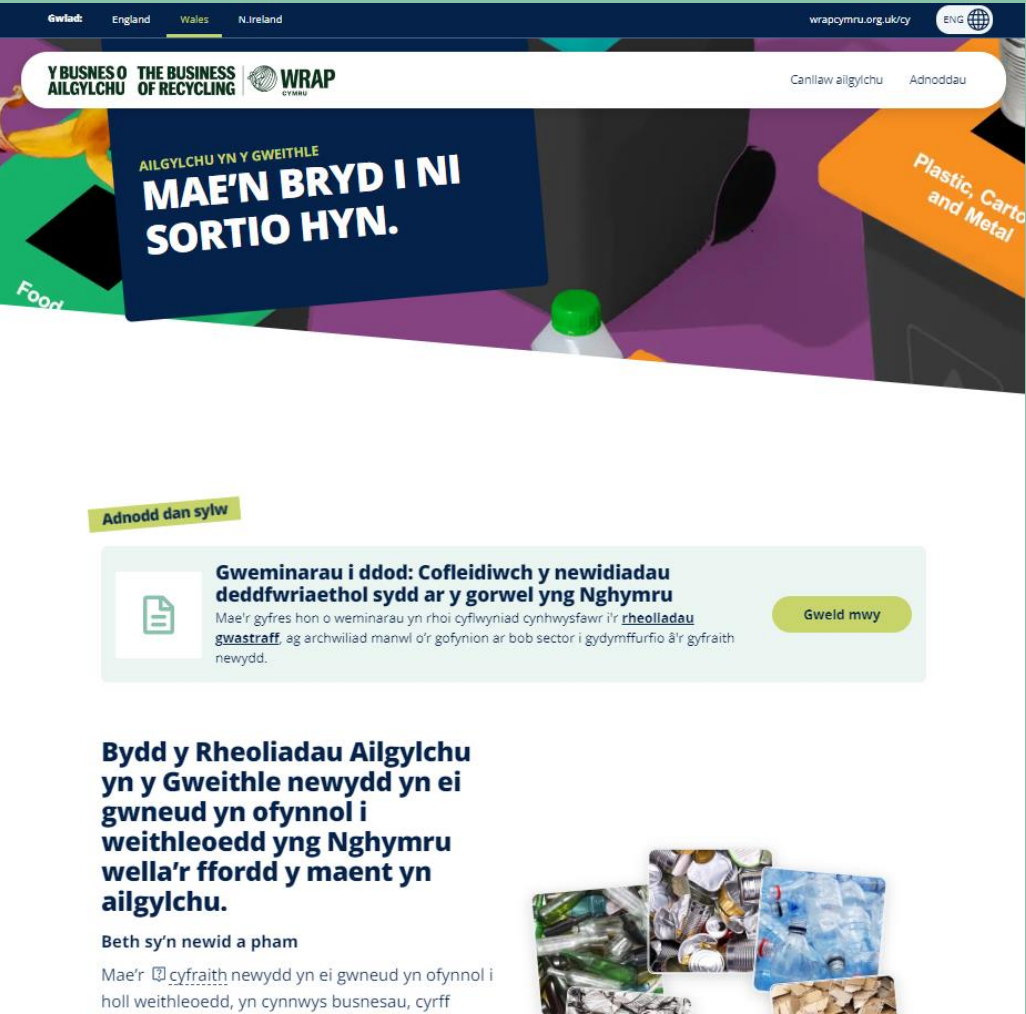 Gwlad: England Wales N.Ireland wrapcymru.org.uk/cy ENG
Y BUSNES O AILGYLCHU
THE BUSINESS OF RECYCLING
WRAP
CYMRU
Canllaw ailgylchu Adnoddau
AILGYLCHU YN Y GWEITHLE
MAE'N BRYD I NI
SORTIO HYN.
Food
Plastic,
and Metal
Adnodd dan sylw
Gweminarau i ddod: Cofleidiwch y newidiadau
deddfwriaethol sydd ar y gorwel yng Nghymru
Mae'r gyfres hon o weminarau yn rhoi cyflwyniad cynhwysfawr i'r rheoliadau
gwastraff, ag archwiliad manwl o'r gofynion ar bob sector i gydymffurfio â'r gyfraith
newydd.
Gweld mwy
Bydd y Rheoliadau Ailgylchu
yn y Gweithle newydd yn ei
gwneud yn ofynnol i
weithleoedd yng Nghymru
wella'r ffordd y maent yn
ailgylchu.
Beth sy'n newid a pham
Mae'r cyfraith newydd yn ei gwneud yn ofynnol i
holl weithleoedd, yn cynnwys busnesau, cyrff